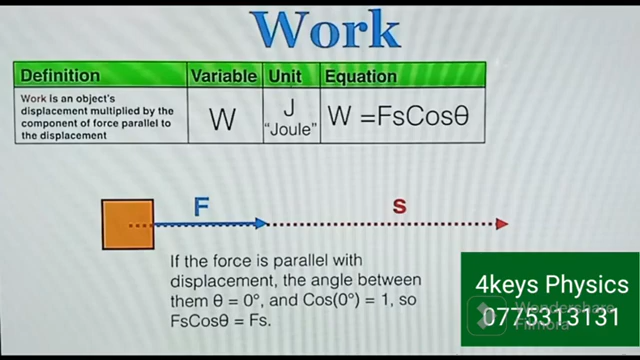 Work
Definition Variable Unit Equation
Work is an object's
displacement multiplied by the
component of force parallel to
the displacement
W
J
"Joule"
W =FsCosθ
F
s
If the force is parallel with
displacement, the angle between
them θ = 0°, and Cos(0°) = 1, so
FsCosθ = Fs.
4keys Physics
0775313131
Wondershare
Filmora